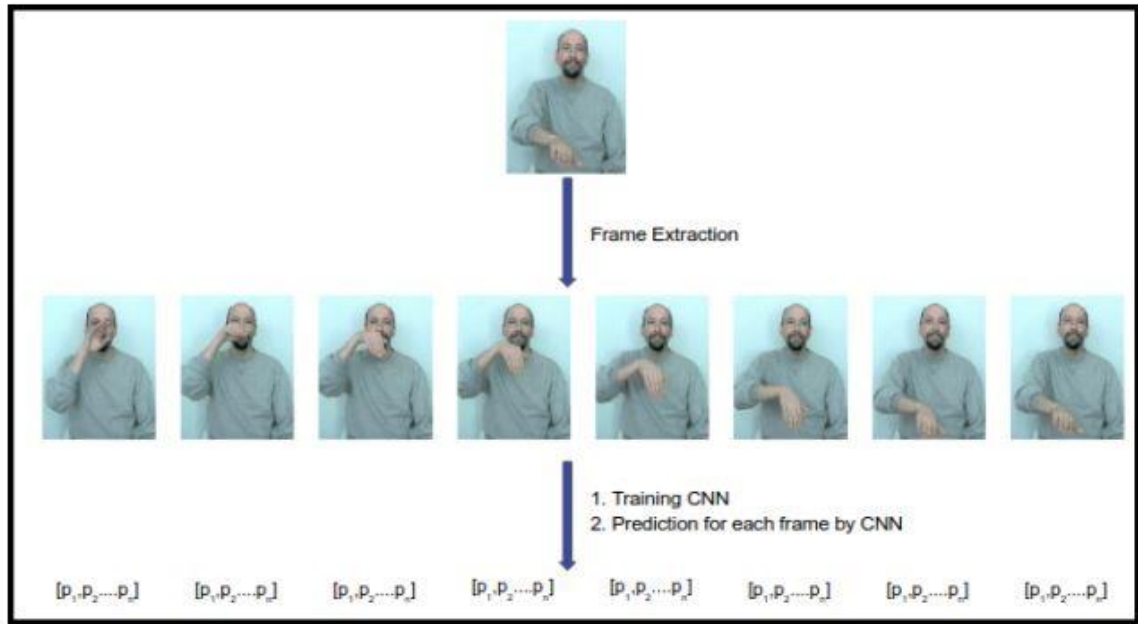 Frame Extraction
1. Training CNN
2. Prediction for each frame by CNN
[p₁,p₂....pₙ] [p₁,p₂....pₙ] [p₁,p₂....pₙ] [p₁,p₂....pₙ] [p₁,p₂....pₙ] [p₁,p₂....pₙ] [p₁,p₂....pₙ] [p₁,p₂....pₙ]